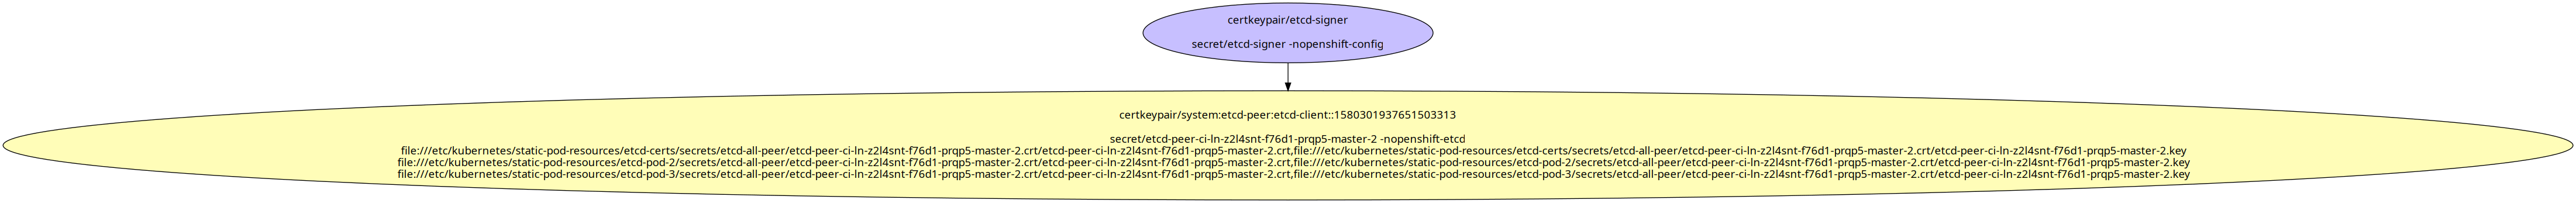 certkeypair/etcd-signer
secret/etcd-signer -nopenshift-config
certkeypair/system:etcd-peer:etcd-client::1580301937651503313
secret/etcd-peer-ci-ln-z2l4snt-f76d1-prqp5-master-2 -nopenshift-etcd
file:///etc/kubernetes/static-pod-resources/etcd-certs/secrets/etcd-all-peer/etcd-peer-ci-ln-z2l4snt-f76d1-prqp5-master-2.crt/etcd-peer-ci-ln-z2l4snt-f76d1-prqp5-master-2.crt,file:///etc/kubernetes/static-pod-resources/etcd-certs/secrets/etcd-all-peer/etcd-peer-ci-ln-z2l4snt-f76d1-prqp5-master-2.crt/etcd-peer-ci-ln-z2l4snt-f76d1-prqp5-master-2.key
file:///etc/kubernetes/static-pod-resources/etcd-pod-2/secrets/etcd-all-peer/etcd-peer-ci-ln-z2l4snt-f76d1-prqp5-master-2.crt/etcd-peer-ci-ln-z2l4snt-f76d1-prqp5-master-2.crt,file:///etc/kubernetes/static-pod-resources/etcd-pod-2/secrets/etcd-all-peer/etcd-peer-ci-ln-z2l4snt-f76d1-prqp5-master-2.crt/etcd-peer-ci-ln-z2l4snt-f76d1-prqp5-master-2.key
file:///etc/kubernetes/static-pod-resources/etcd-pod-3/secrets/etcd-all-peer/etcd-peer-ci-ln-z2l4snt-f76d1-prqp5-master-2.crt/etcd-peer-ci-ln-z2l4snt-f76d1-prqp5-master-2.crt,file:///etc/kubernetes/static-pod-resources/etcd-pod-3/secrets/etcd-all-peer/etcd-peer-ci-ln-z2l4snt-f76d1-prqp5-master-2.crt/etcd-peer-ci-ln-z2l4snt-f76d1-prqp5-master-2.key